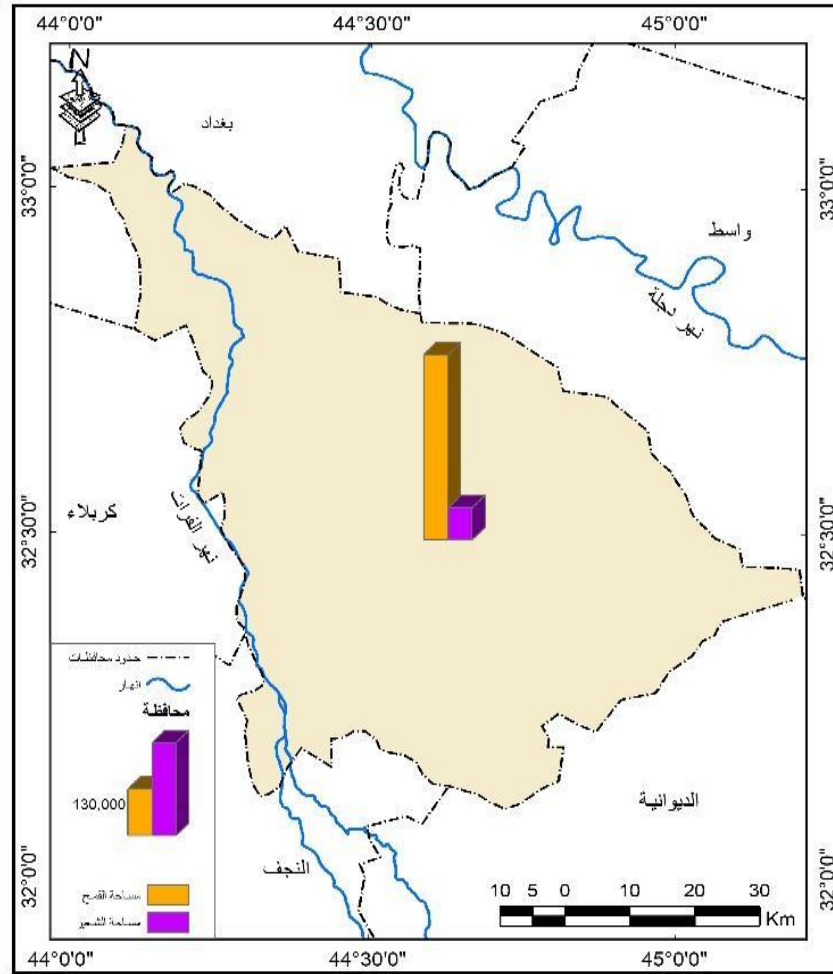 44°0'0" 44°30'0" 45°0'0"
N
بغداد
33°0'0" 33°0'0"
واسط
نهر دجلة
كربلاء
نهر الفرات
32°30'0" 32°30'0"
حدود محافظات
انهار
محافظة
130,000
الديوانية
النجف
مساحة القمح
مساحة الشعير
32°0'0" 32°0'0"
10 5 0 10 20 30
Km
44°0'0" 44°30'0" 45°0'0"